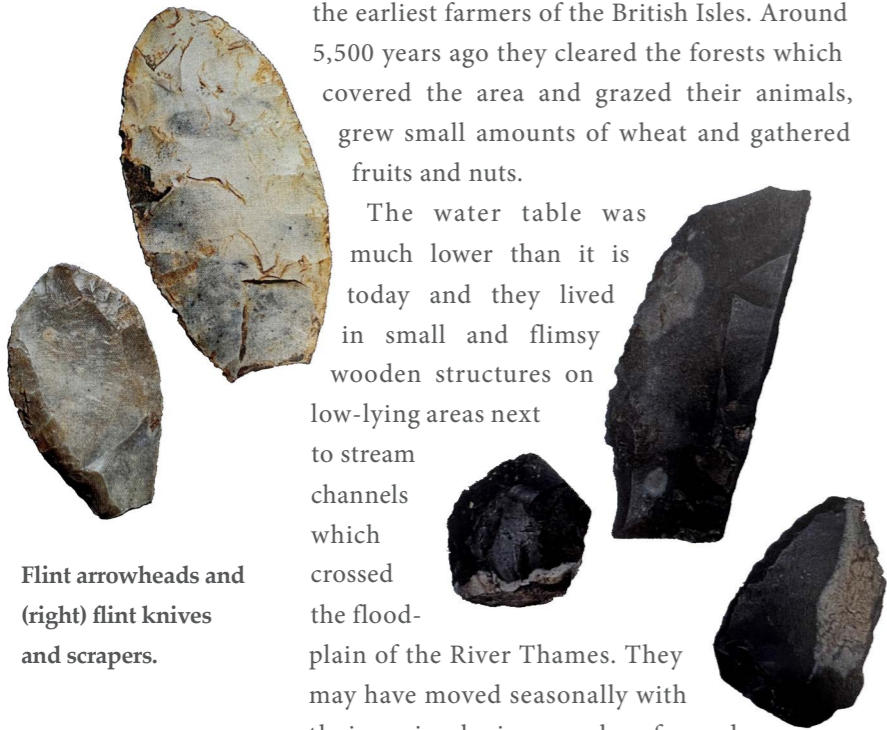 the earliest farmers of the British Isles. Around
5,500 years ago they cleared the forests which
covered the area and grazed their animals,
grew small amounts of wheat and gathered
fruits and nuts.
The water table was
much lower than it is
today and they lived
in small and flimsy
wooden structures on
low-lying areas next
to stream
channels
which
crossed
the flood-
plain of the River Thames. They
may have moved seasonally with
Flint arrowheads and
(right) flint knives
and scrapers.